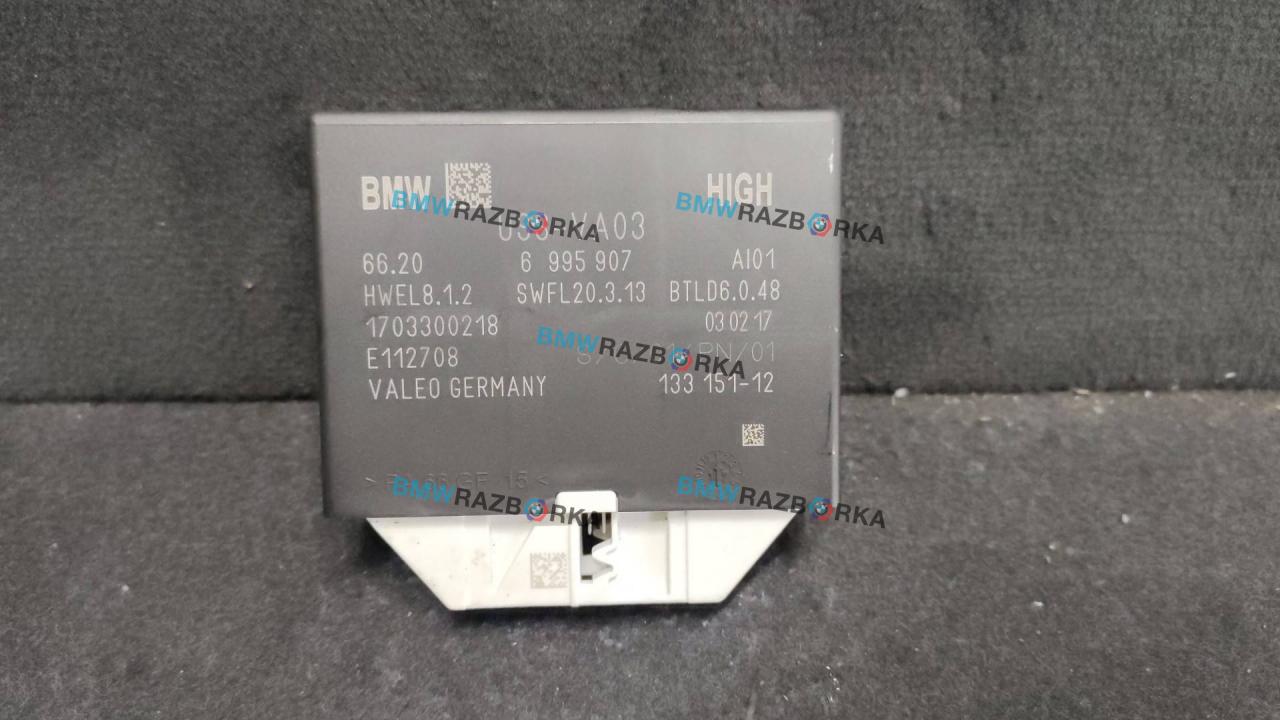 BMW HIGH
VA03
66.20 6 995 907 AI01
HWEL8.1.2 SWFL20.3.13 BTLD6.0.48
1703300218 03 02 17
E112708
VALEO GERMANY 133 151-12
BMWRAZBORKA
BMWRAZBORKA
BMWRAZBORKA
BMWRAZBORKA
BMWRAZBORKA